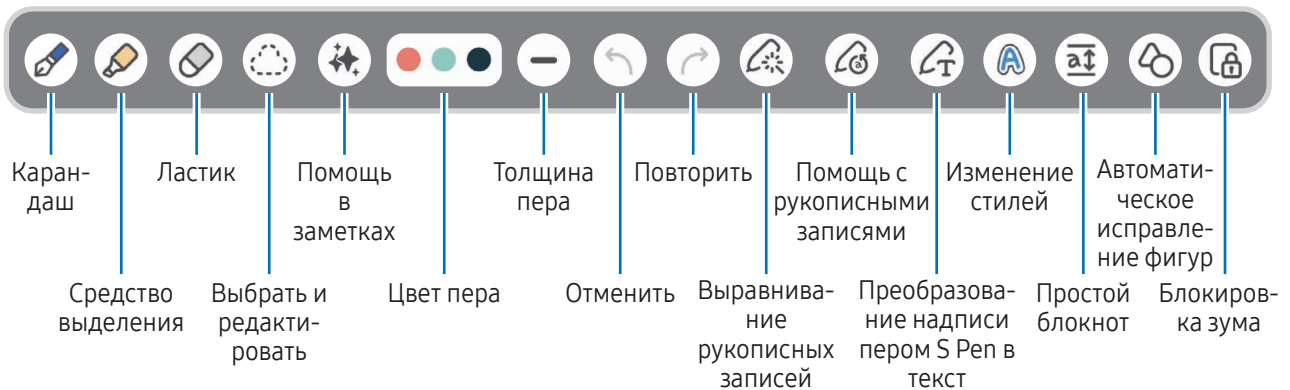 Каран-
даш
Ластик
Помощь
в
заметках
Толщина
пера
Повторить
Помощь с
рукописными
записями
Изменение
стилей
Автомати-
ческое
исправле-
ние фигур
Средство
выделения
Выбрать и
редакти-
ровать
Цвет пера
Отменить
Выравнива-
ние
рукописных
записей
Преобразова-
ние надписи
пером S Pen в
текст
Простой
блокнот
Блокиров-
ка зума